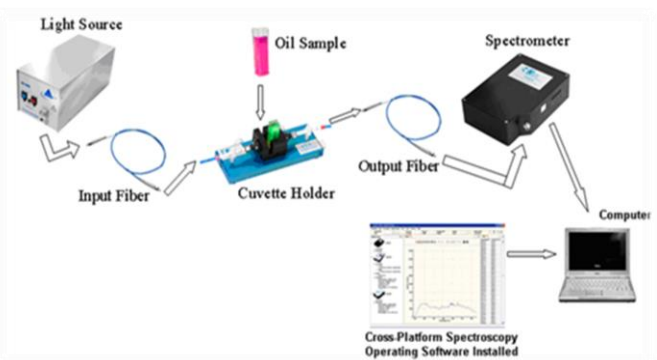 Light Source
Oil Sample
Spectrometer
Input Fiber
Cuvette Holder
Output Fiber
Computer
Cross-Platform Spectroscopy
Operating Software Installed